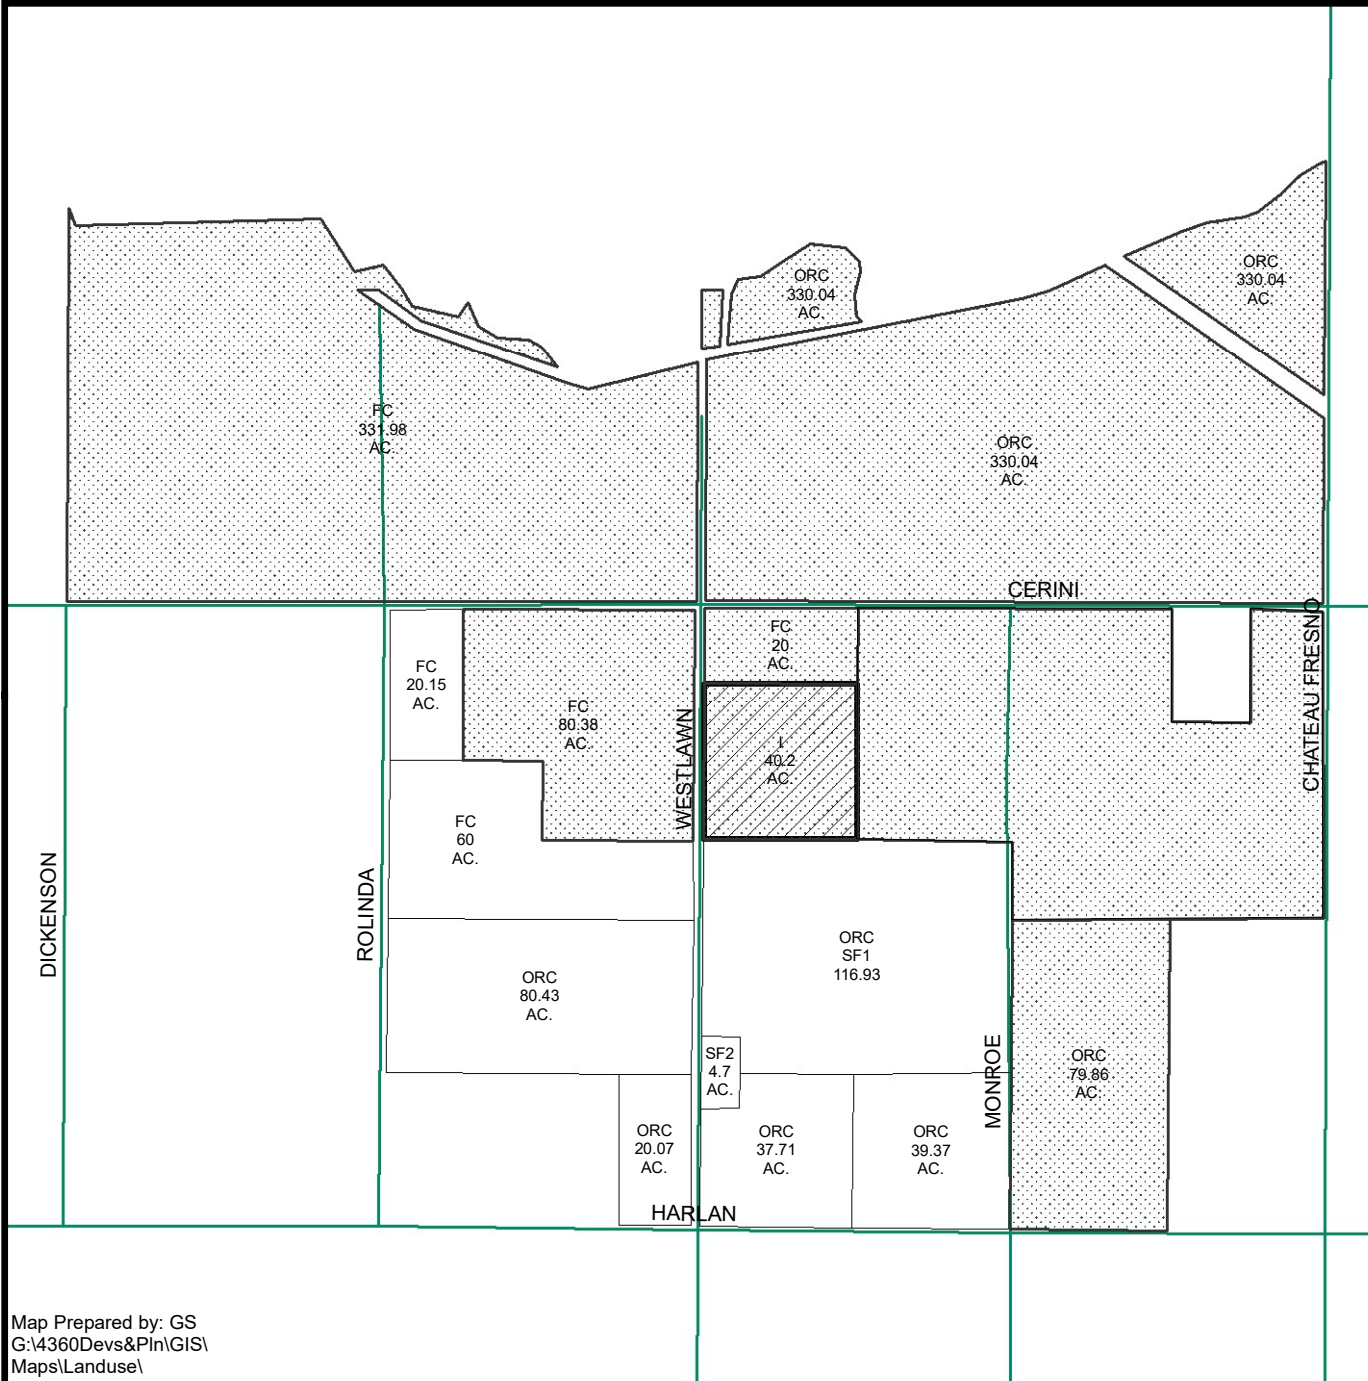 ORC
330.04
AC.
ORC
330.04
AC.
FC
331.98
AC.
ORC
330.04
AC.
CERINI
CHATEAU FRESNO
FC
20
AC.
FC
20.15
AC.
FC
80.38
AC.
WESTLAWN
I
40.2
AC.
FC
60
AC.
DICKENSON
ROLINDA
ORC
SF1
116.93
ORC
80.43
AC.
SF2
4.7
AC.
MONROE
ORC
79.86
AC.
ORC
20.07
AC.
ORC
37.71
AC.
ORC
39.37
AC.
HARLAN
Map Prepared by: GS
G:\4360Devs&Pln\GIS\
Maps\Landuse\